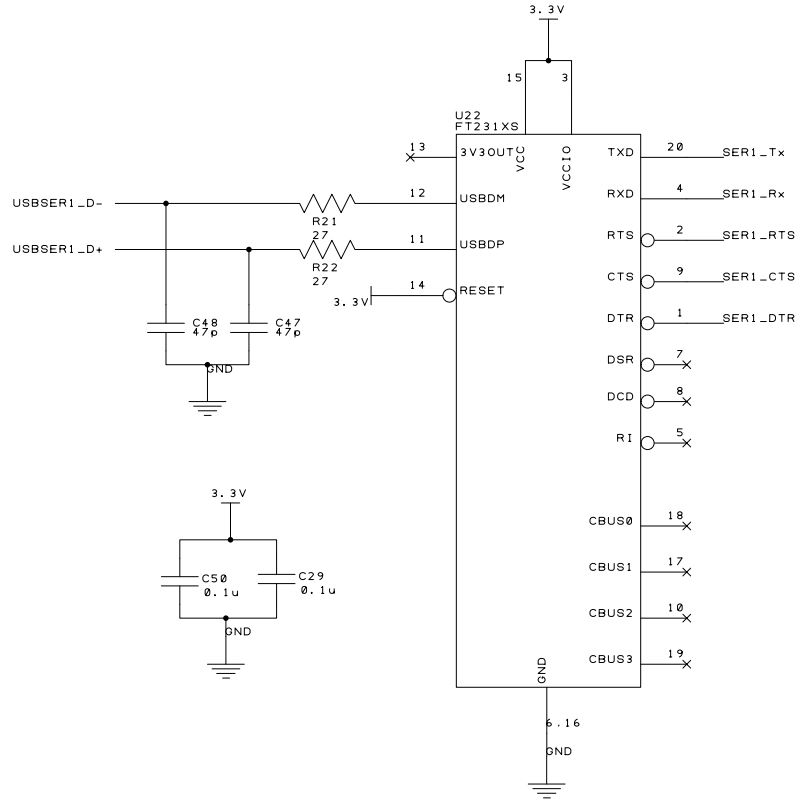 3.3V
15 3
U22
FT231XS
13 3V3OUT VCC VCCIO TXD 20 SER1_Tx
USBSER1_D- 12 USBDM RXD 4 SER1_Rx
R21
27
USBSER1_D+ 11 USBDP RTS 2 SER1_RTS
R22
27
3.3V 14 RESET CTS 9 SER1_CTS
C48
47p
C47
47p
DTR 1 SER1_DTR
GND
DSR 7
DCD 8
RI 5
3.3V
CBUS0 18
C50
0.1u
C29
0.1u
CBUS1 17
GND
CBUS2 10
CBUS3 19
GND
6.16
GND